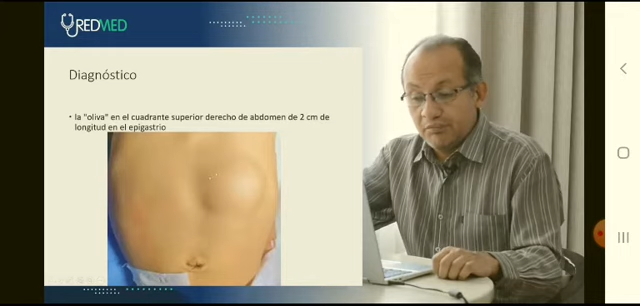 REDMED
Diagnóstico
• la "oliva" en el cuadrante superior derecho de abdomen de 2 cm de
longitud en el epigastrio